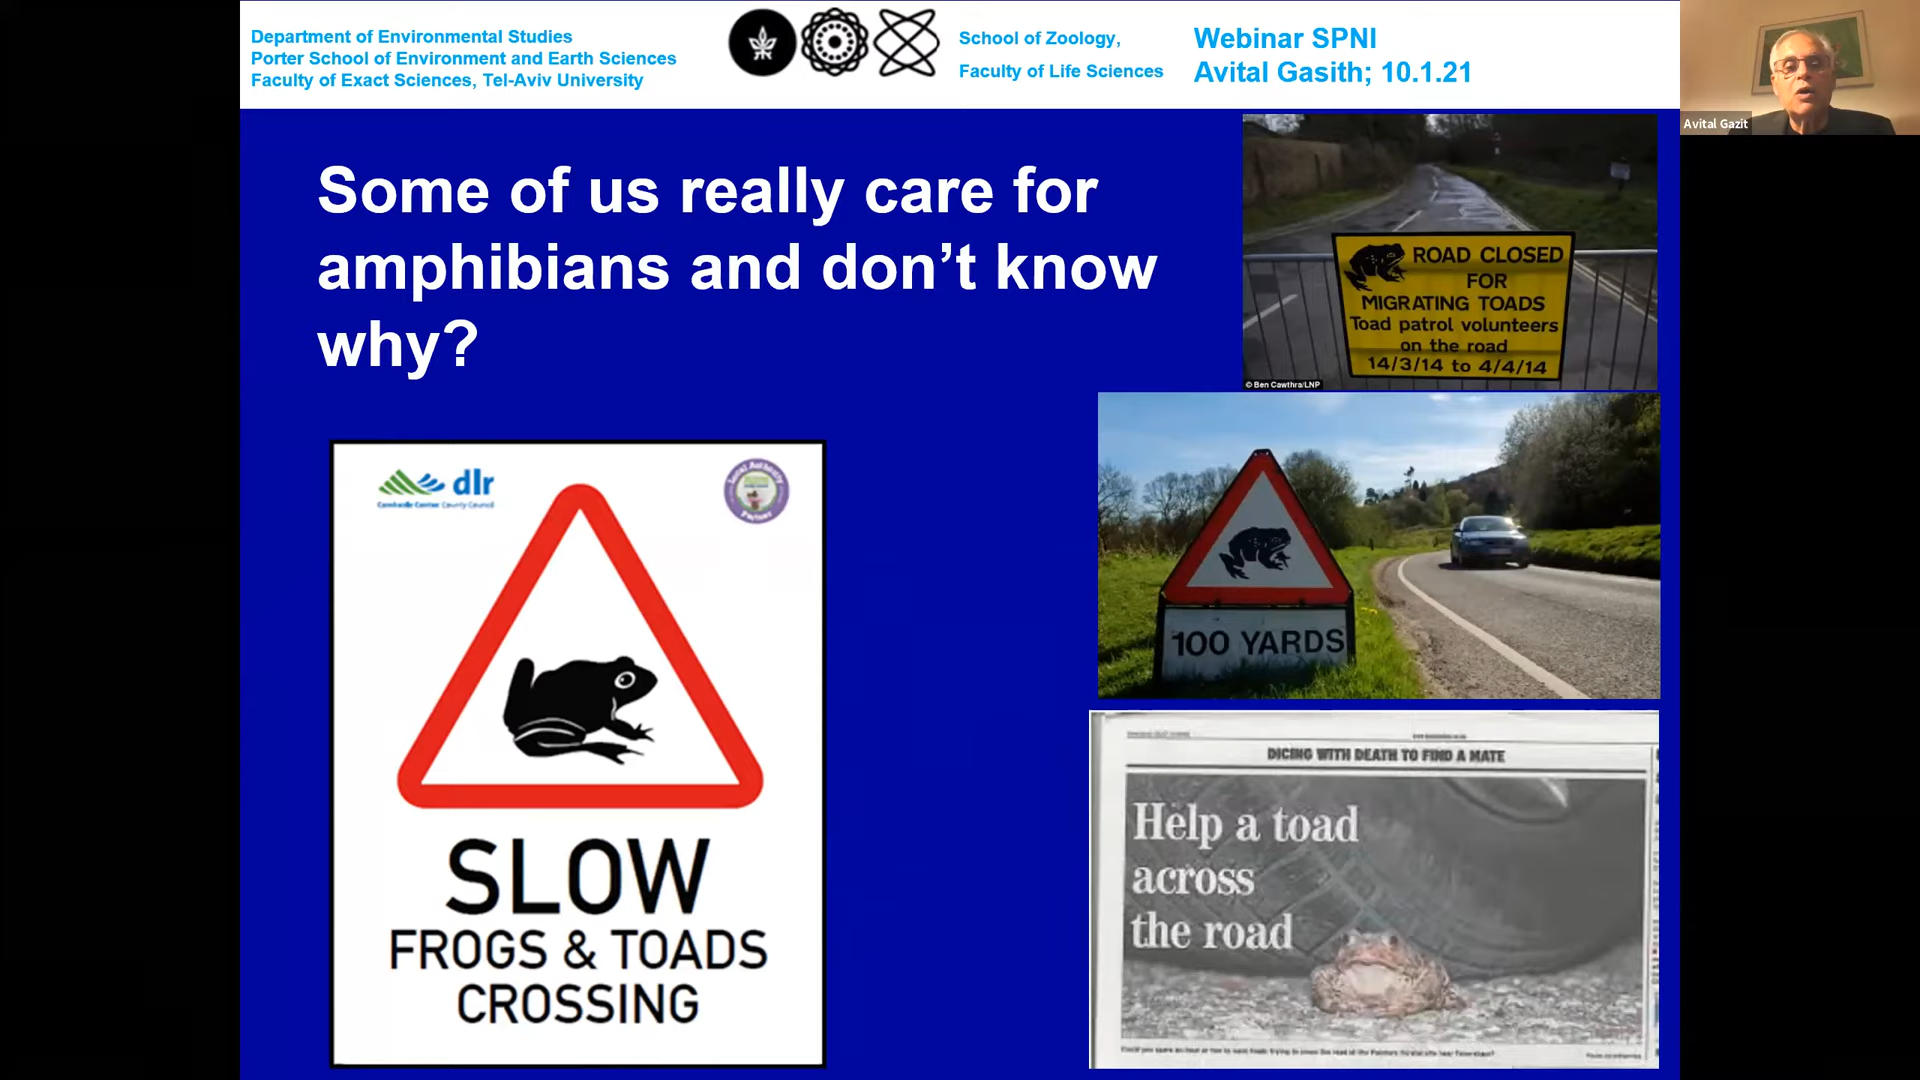 Department of Environmental Studies
Porter School of Environment and Earth Sciences
Faculty of Exact Sciences, Tel-Aviv University
School of Zoology,
Faculty of Life Sciences
Webinar SPNI
Avital Gasith; 10.1.21
Avital Gazit
Some of us really care for
amphibians and don’t know
why?
ROAD CLOSED
FOR
MIGRATING TOADS
Toad patrol volunteers
on the road
14/3/14 to 4/4/14
© Ben Cawthra/LNP
100 YARDS
dlr
County Council
SLOW
FROGS & TOADS
CROSSING
DICING WITH DEATH TO FIND A MATE
Help a toad
across
the road